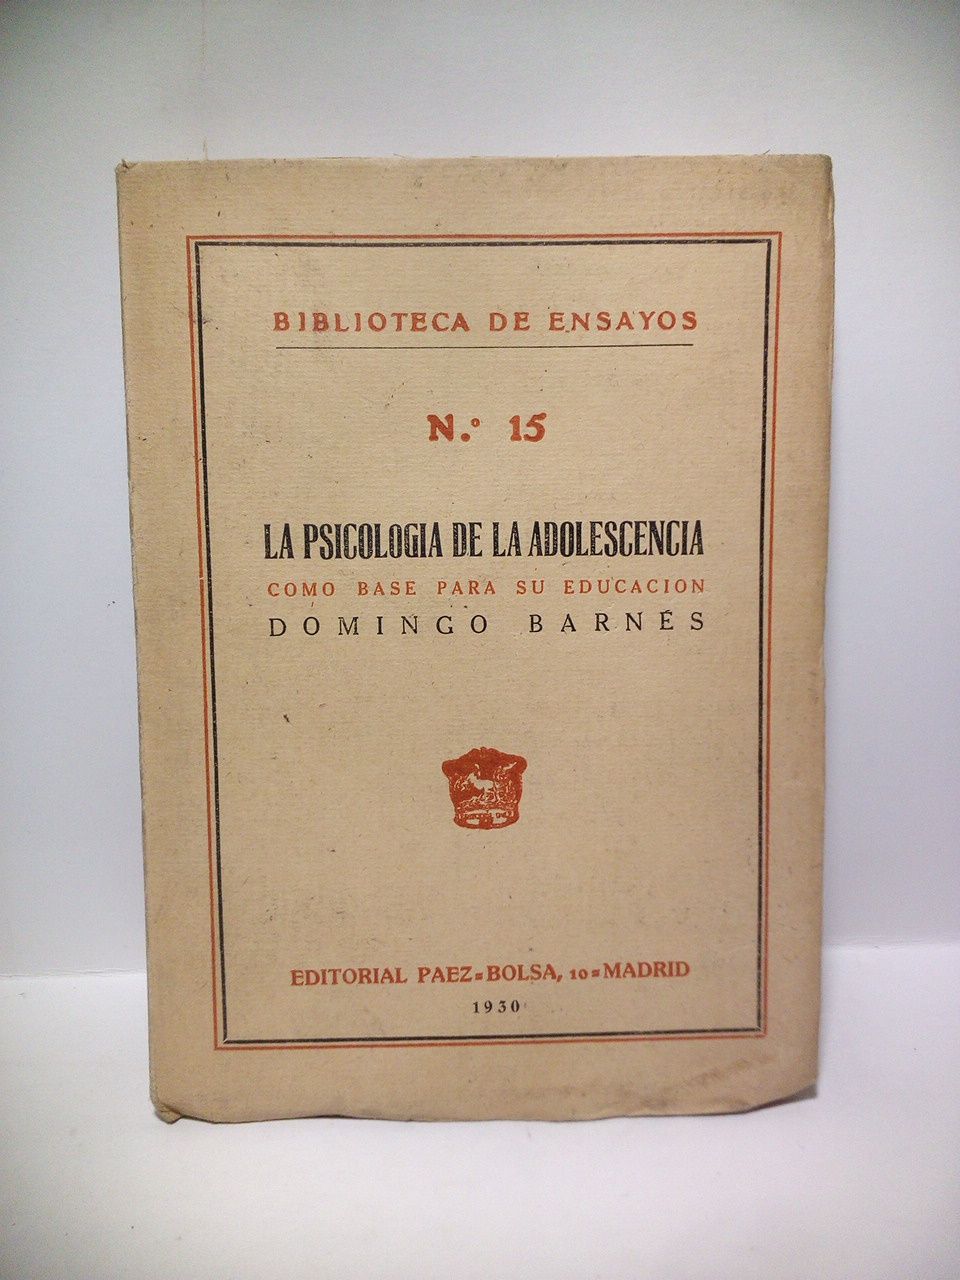 BIBLIOTECA DE ENSAYOS
N.º 15
LA PSICOLOGIA DE LA ADOLESCENCIA
COMO BASE PARA SU EDUCACION
DOMINGO BARNÉS
EDITORIAL PAEZ=BOLSA, 10=MADRID
1930